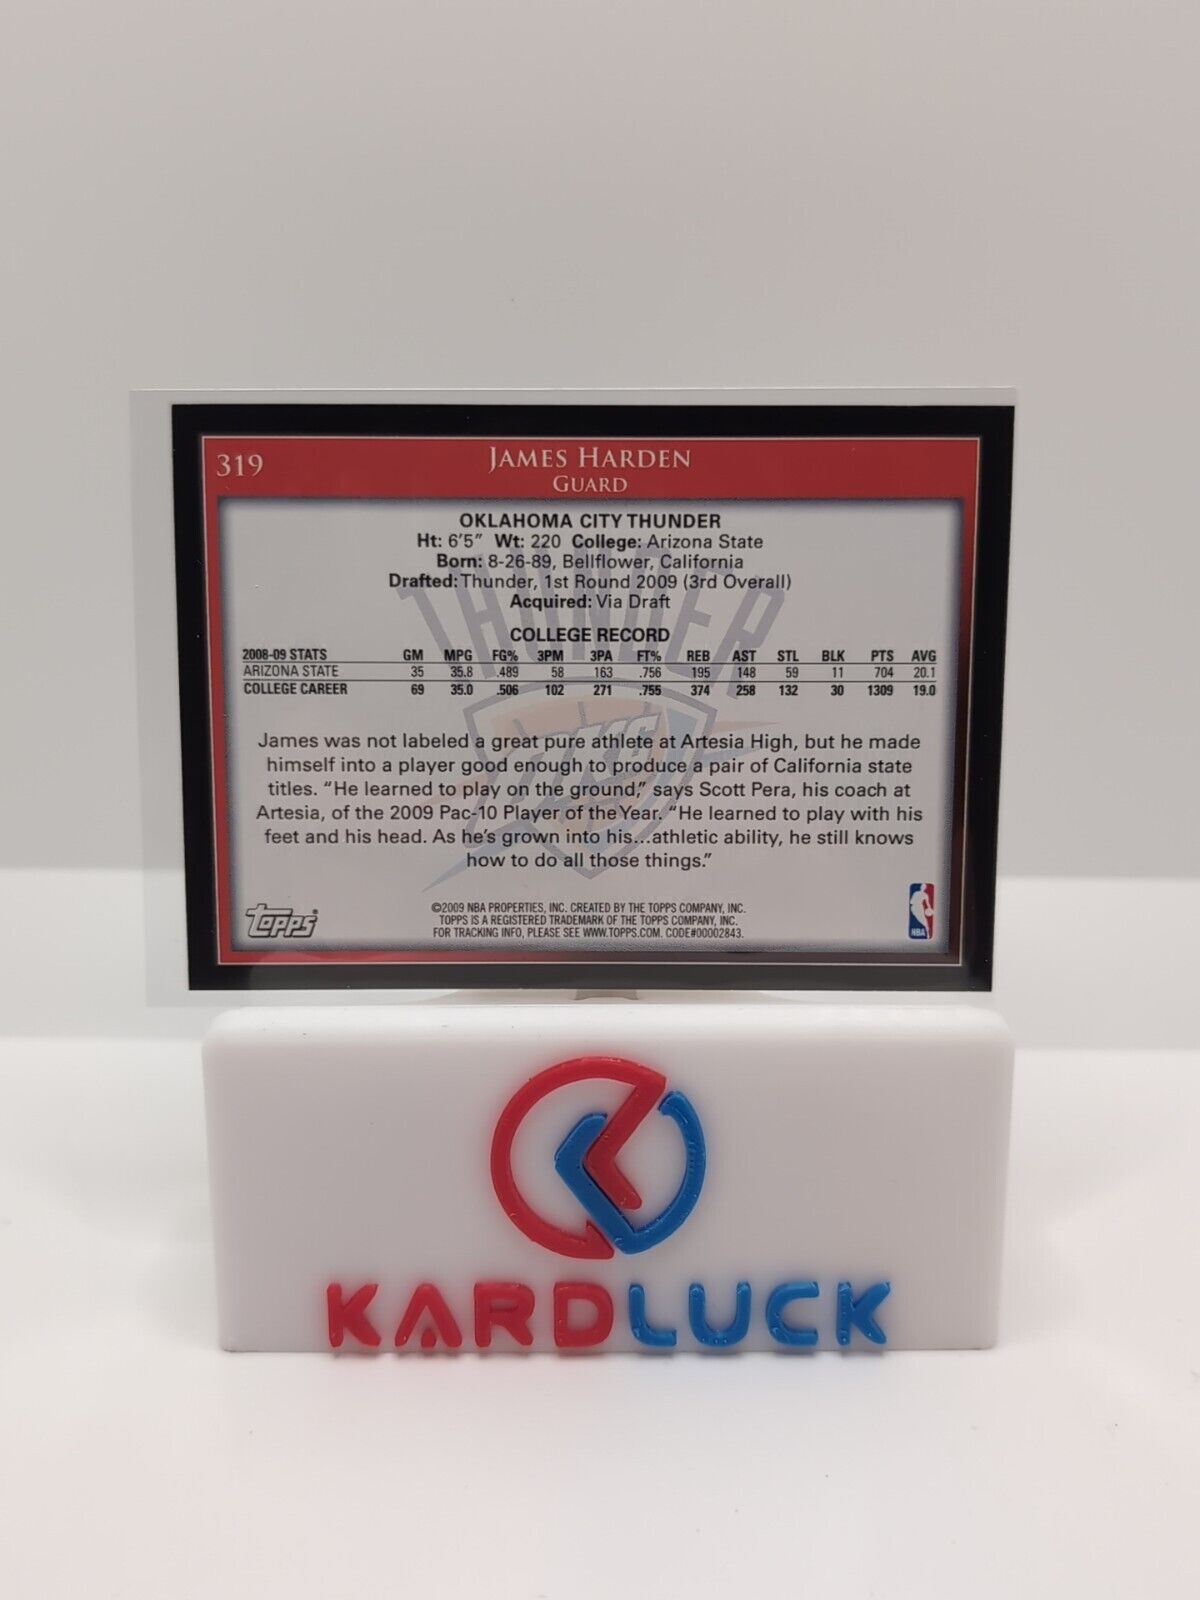 319
JAMES HARDEN
GUARD
OKLAHOMA CITY THUNDER
Ht: 6'5" Wt: 220 College: Arizona State
Born: 8-26-89, Bellflower, California
Drafted: Thunder, 1st Round 2009 (3rd Overall)
Acquired: Via Draft
THUNDER
OKC
COLLEGE RECORD
2008-09 STATS GM MPG FG% 3PM 3PA FT% REB AST STL BLK PTS AVG
ARIZONA STATE 35 35.8 .489 58 163 .756 195 148 59 11 704 20.1
COLLEGE CAREER 69 35.0 .506 102 271 .755 374 258 132 30 1309 19.0
James was not labeled a great pure athlete at Artesia High, but he made
himself into a player good enough to produce a pair of California state
titles. "He learned to play on the ground," says Scott Pera, his coach at
Artesia, of the 2009 Pac-10 Player of the Year. "He learned to play with his
feet and his head. As he's grown into his...athletic ability, he still knows
how to do all those things."
TOPPS®
©2009 NBA PROPERTIES, INC. CREATED BY THE TOPPS COMPANY, INC.
TOPPS IS A REGISTERED TRADEMARK OF THE TOPPS COMPANY, INC.
FOR TRACKING INFO, PLEASE SEE WWW.TOPPS.COM. CODE#00002843.
NBA
KARDLUCK